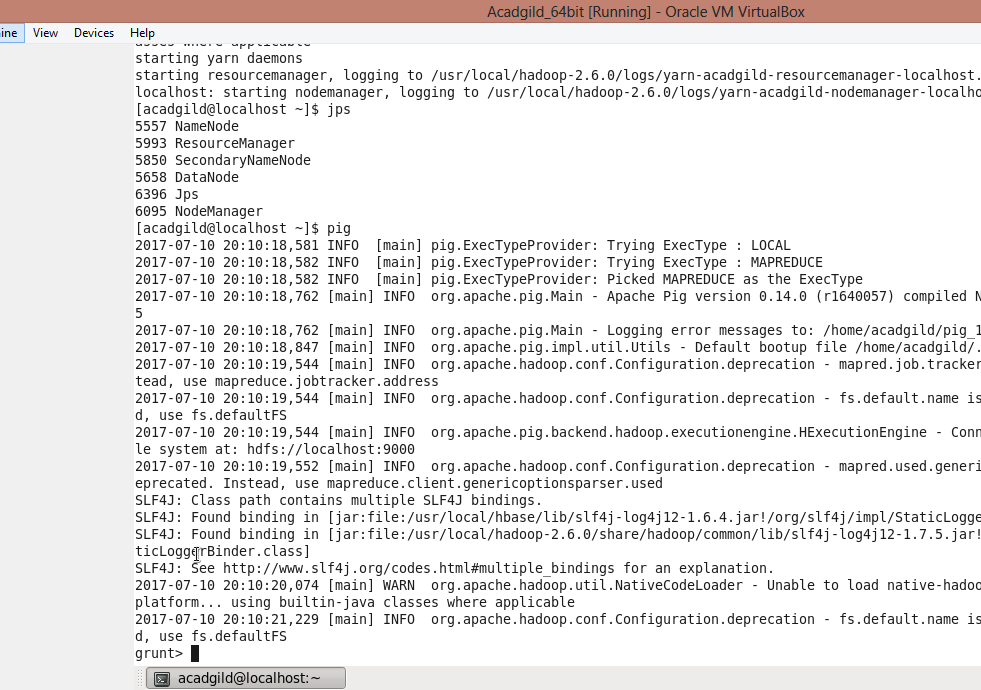 Acadgild_64bit [Running] - Oracle VM VirtualBox
ine View Devices Help
where applicable
starting yarn daemons
starting resourcemanager, logging to /usr/local/hadoop-2.6.0/logs/yarn-acadgild-resourcemanager-localhost.
localhost: starting nodemanager, logging to /usr/local/hadoop-2.6.0/logs/yarn-acadgild-nodemanager-localho
[acadgild@localhost ~]$ jps
5557 NameNode
5993 ResourceManager
5850 SecondaryNameNode
5658 DataNode
6396 Jps
6095 NodeManager
[acadgild@localhost ~]$ pig
2017-07-10 20:10:18,581 INFO  [main] pig.ExecTypeProvider: Trying ExecType : LOCAL
2017-07-10 20:10:18,582 INFO  [main] pig.ExecTypeProvider: Trying ExecType : MAPREDUCE
2017-07-10 20:10:18,582 INFO  [main] pig.ExecTypeProvider: Picked MAPREDUCE as the ExecType
2017-07-10 20:10:18,762 [main] INFO  org.apache.pig.Main - Apache Pig version 0.14.0 (r1640057) compiled N
5
2017-07-10 20:10:18,762 [main] INFO  org.apache.pig.Main - Logging error messages to: /home/acadgild/pig_1
2017-07-10 20:10:18,847 [main] INFO  org.apache.pig.impl.util.Utils - Default bootup file /home/acadgild/.
2017-07-10 20:10:19,544 [main] INFO  org.apache.hadoop.conf.Configuration.deprecation - mapred.job.tracker
tead, use mapreduce.jobtracker.address
2017-07-10 20:10:19,544 [main] INFO  org.apache.hadoop.conf.Configuration.deprecation - fs.default.name is
d, use fs.defaultFS
2017-07-10 20:10:19,544 [main] INFO  org.apache.pig.backend.hadoop.executionengine.HExecutionEngine - Conn
le system at: hdfs://localhost:9000
2017-07-10 20:10:19,552 [main] INFO  org.apache.hadoop.conf.Configuration.deprecation - mapred.used.generi
eprecated. Instead, use mapreduce.client.genericoptionsparser.used
SLF4J: Class path contains multiple SLF4J bindings.
SLF4J: Found binding in [jar:file:/usr/local/hbase/lib/slf4j-log4j12-1.6.4.jar!/org/slf4j/impl/StaticLogge
SLF4J: Found binding in [jar:file:/usr/local/hadoop-2.6.0/share/hadoop/common/lib/slf4j-log4j12-1.7.5.jar!
ticLoggerBinder.class]
SLF4J: See http://www.slf4j.org/codes.html#multiple_bindings for an explanation.
2017-07-10 20:10:20,074 [main] WARN  org.apache.hadoop.util.NativeCodeLoader - Unable to load native-hadoo
platform... using builtin-java classes where applicable
2017-07-10 20:10:21,229 [main] INFO  org.apache.hadoop.conf.Configuration.deprecation - fs.default.name is
d, use fs.defaultFS
grunt>
acadgild@localhost:~